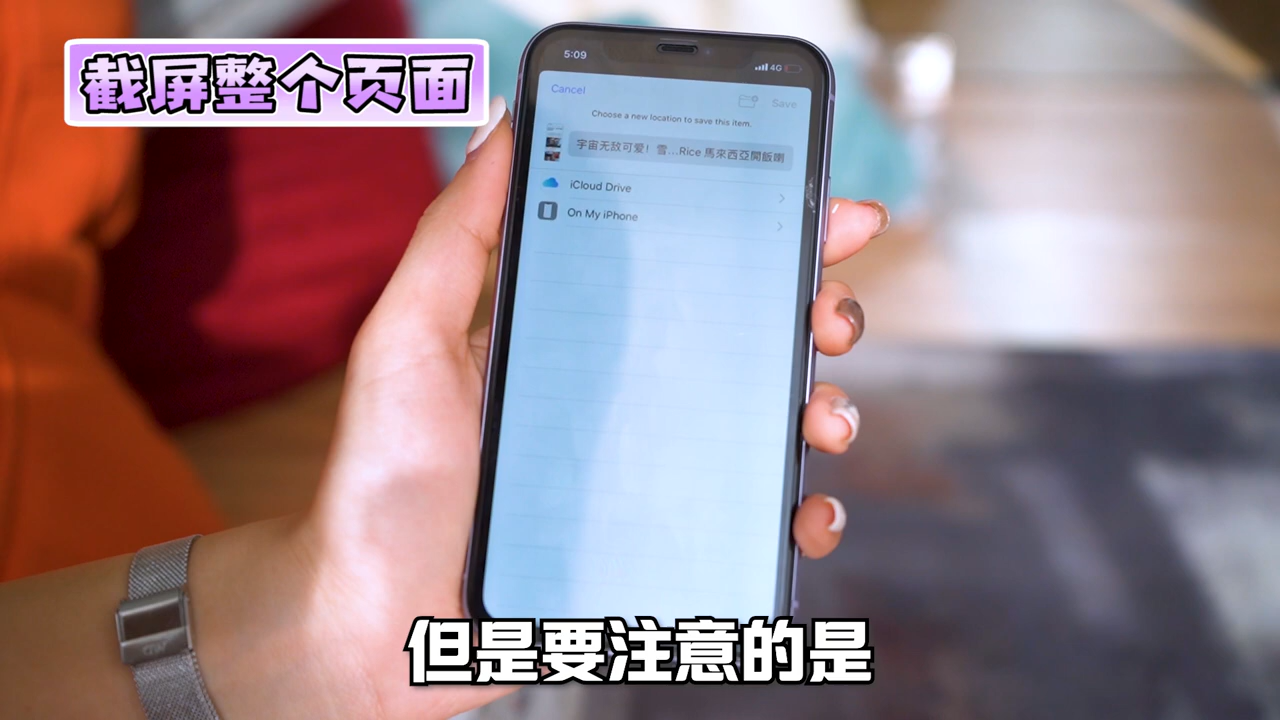 截屏整个页面
5:09
4G
Cancel
Save
Choose a new location to save this item.
宇宙无敌可爱！雪...Rice 馬來西亞開飯喇
iCloud Drive
On My iPhone
但是要注意的是